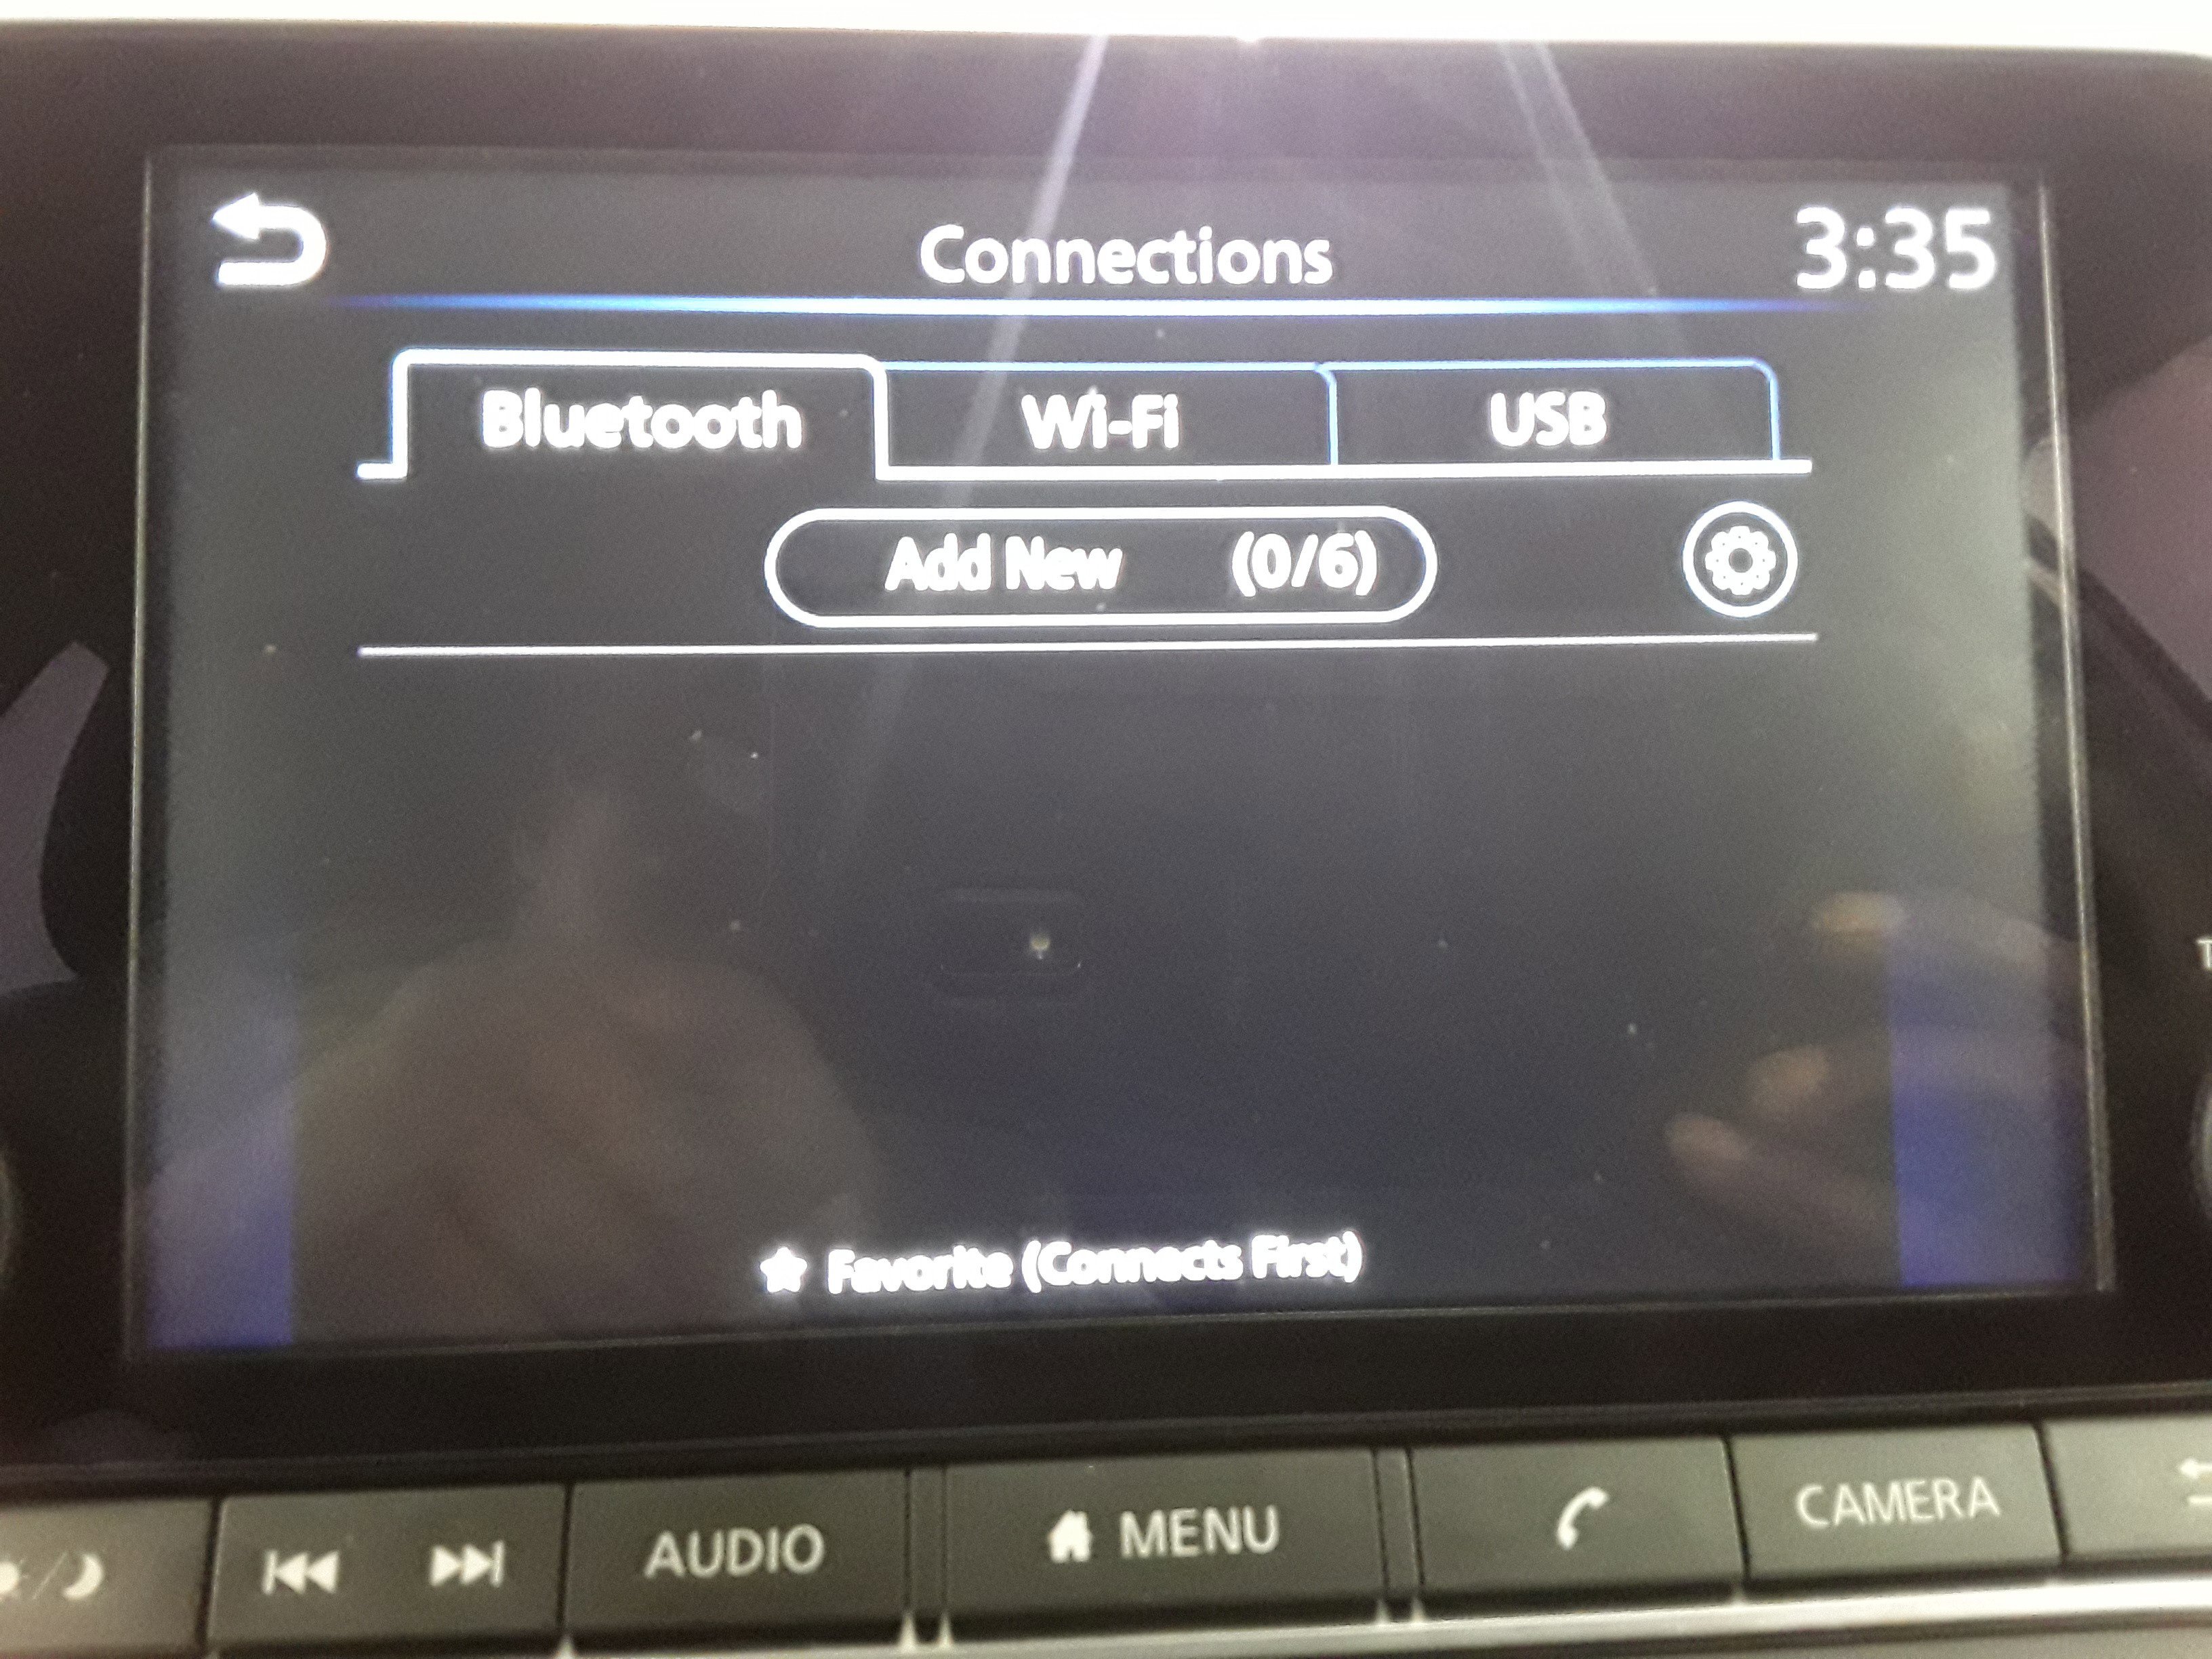 Connections 3:35
Bluetooth Wi-Fi USB
Add New (0/6)
Favorite (Connects First)
AUDIO MENU CAMERA